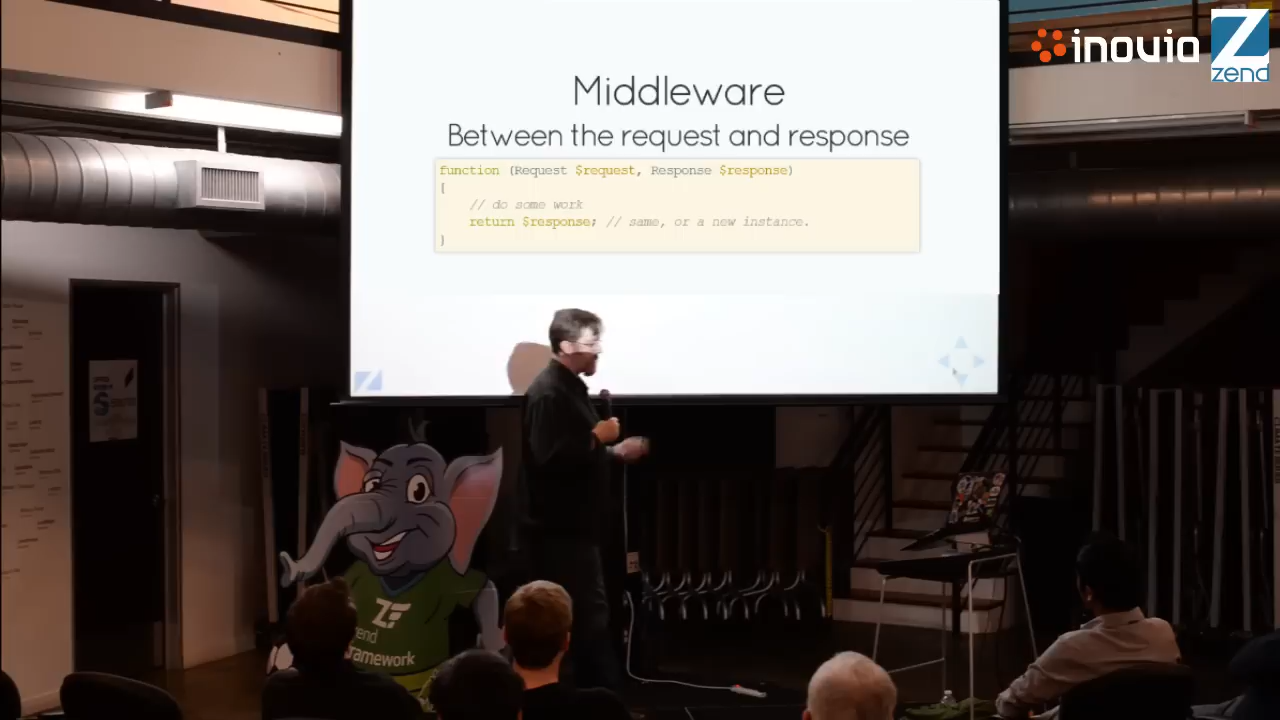 inovia
zend
Middleware
Between the request and response
function (Request $request, Response $response)
{
// do some work
return $response; // same, or a new instance.
}
zend
framework